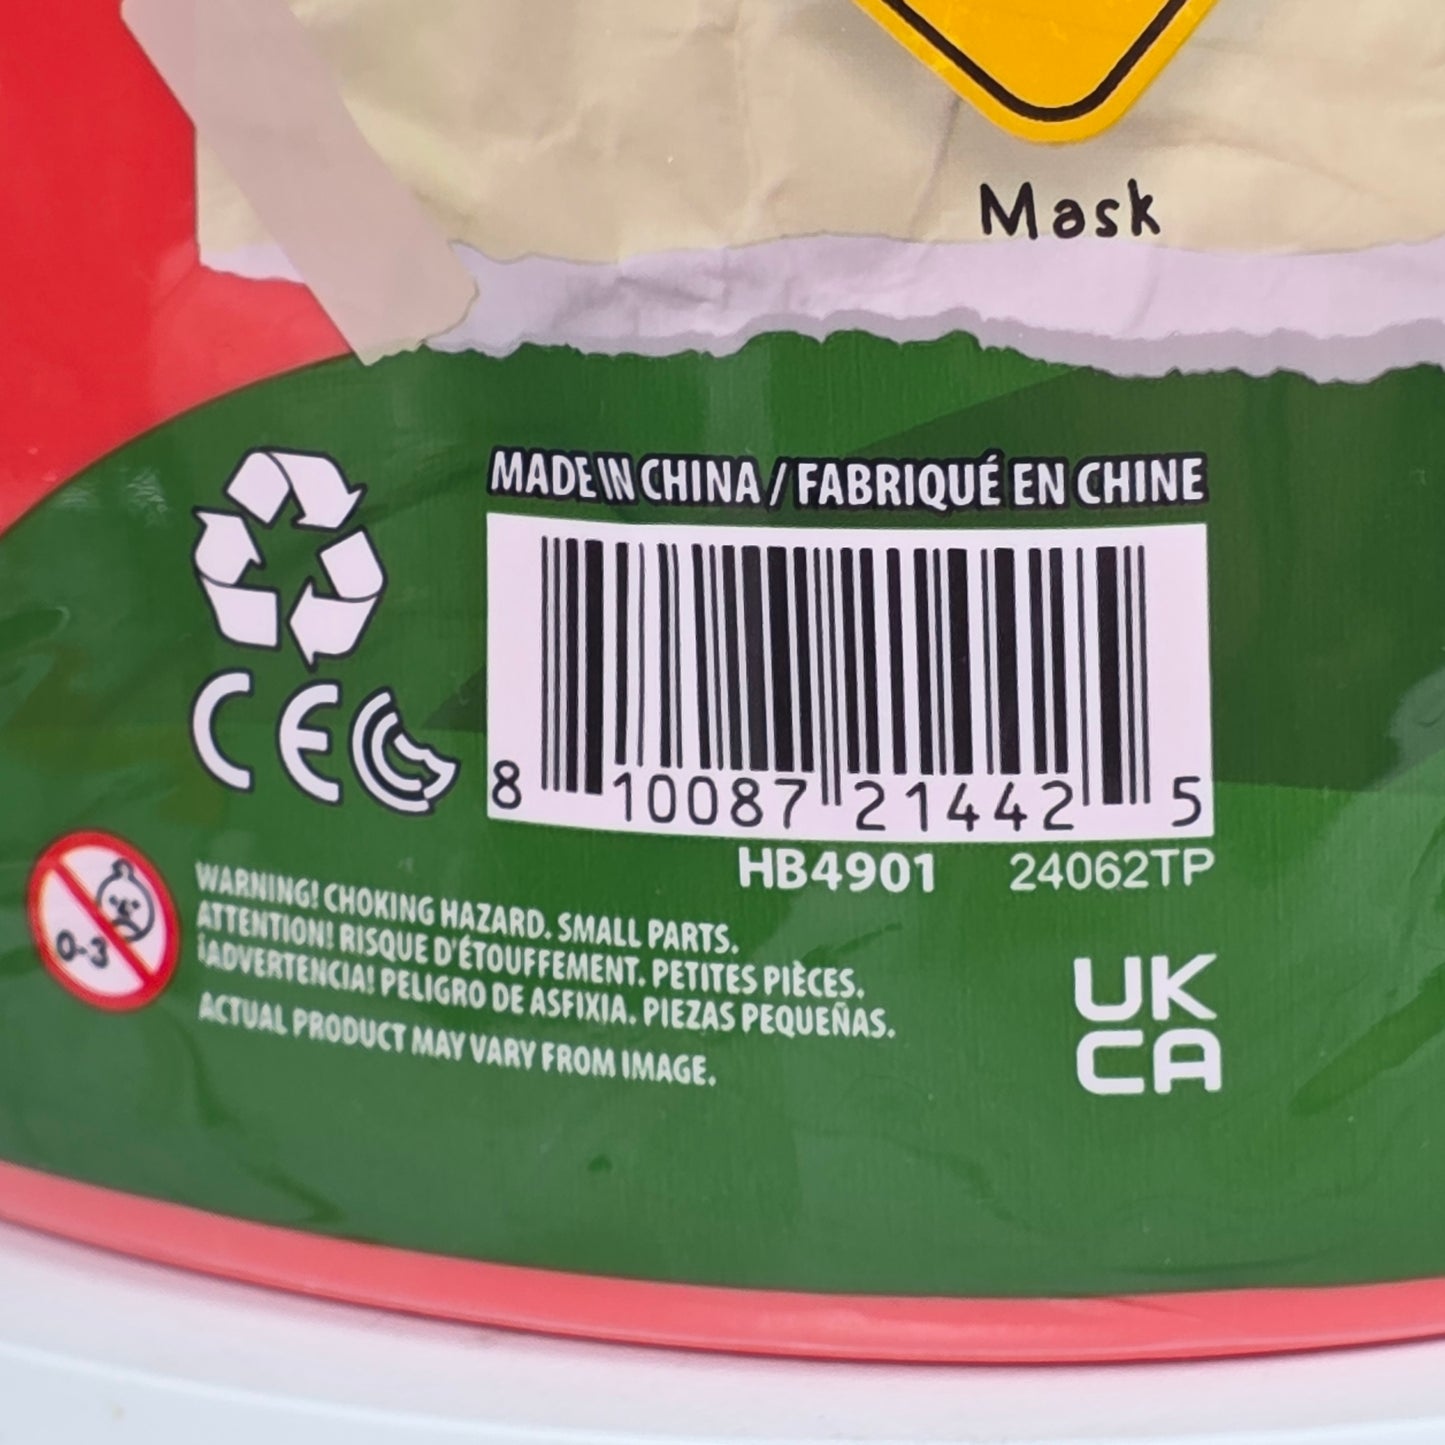 Mask
MADE IN CHINA / FABRIQUÉ EN CHINE
8 10087 21442 5
HB4901 24062TP
0-3
WARNING! CHOKING HAZARD. SMALL PARTS.
ATTENTION! RISQUE D'ÉTOUFFEMENT. PETITES PIÈCES.
¡ADVERTENCIA! PELIGRO DE ASFIXIA. PIEZAS PEQUEÑAS.
ACTUAL PRODUCT MAY VARY FROM IMAGE.
CE
UK
CA